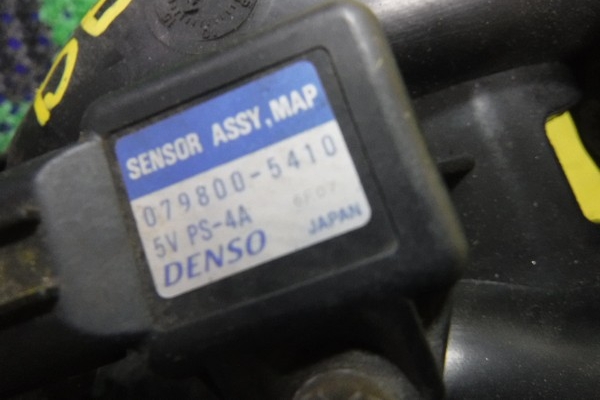 SENSOR ASSY,MAP
079800-5410
5V PS-4A
DENSO JAPAN